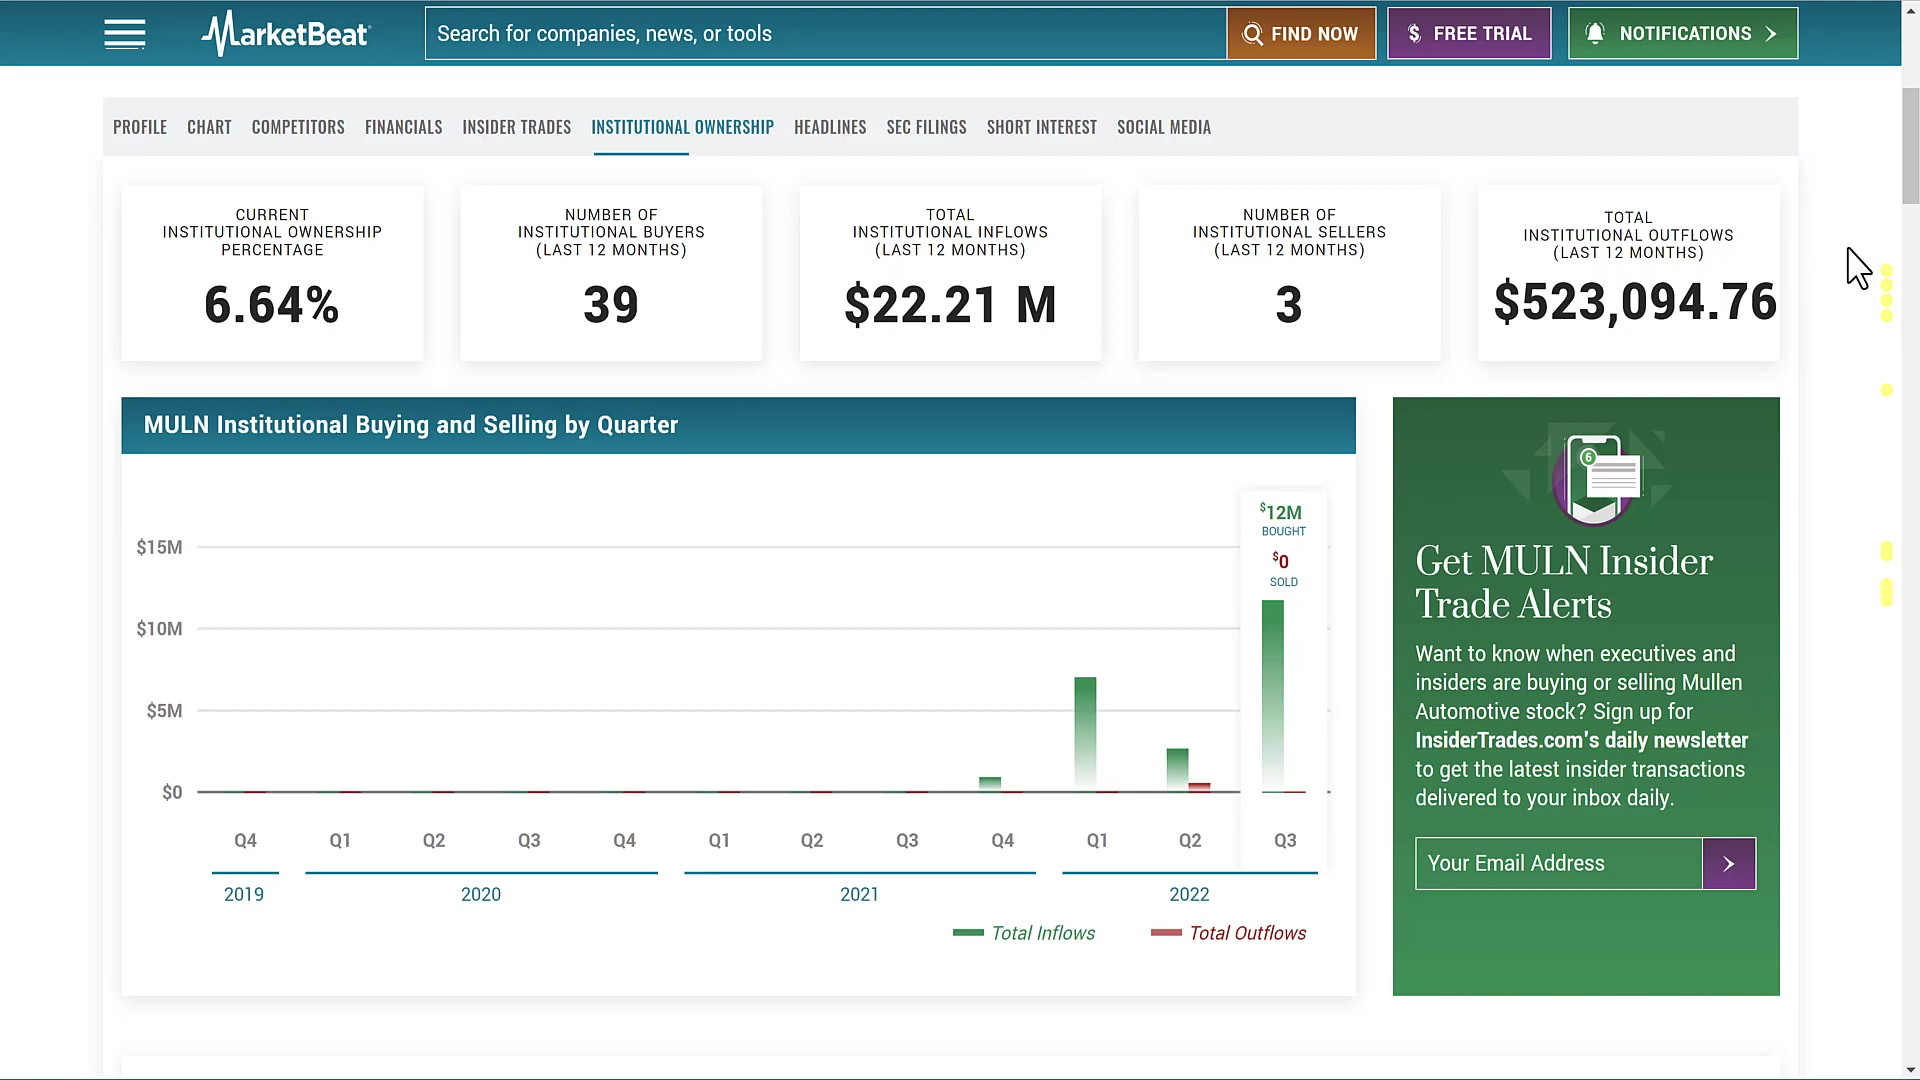 MarketBeat
Search for companies, news, or tools
FIND NOW
$ FREE TRIAL
NOTIFICATIONS
PROFILE CHART COMPETITORS FINANCIALS INSIDER TRADES INSTITUTIONAL OWNERSHIP HEADLINES SEC FILINGS SHORT INTEREST SOCIAL MEDIA
CURRENT
INSTITUTIONAL OWNERSHIP
PERCENTAGE
6.64%
NUMBER OF
INSTITUTIONAL BUYERS
(LAST 12 MONTHS)
39
TOTAL
INSTITUTIONAL INFLOWS
(LAST 12 MONTHS)
$22.21 M
NUMBER OF
INSTITUTIONAL SELLERS
(LAST 12 MONTHS)
3
TOTAL
INSTITUTIONAL OUTFLOWS
(LAST 12 MONTHS)
$523,094.76
MULN Institutional Buying and Selling by Quarter
$12M
BOUGHT
$0
SOLD
$15M
$10M
$5M
$0
Q4 Q1 Q2 Q3 Q4 Q1 Q2 Q3 Q4 Q1 Q2 Q3
2019 2020 2021 2022
Total Inflows Total Outflows
6
Get MULN Insider
Trade Alerts
Want to know when executives and
insiders are buying or selling Mullen
Automotive stock? Sign up for
InsiderTrades.com's daily newsletter
to get the latest insider transactions
delivered to your inbox daily.
Your Email Address